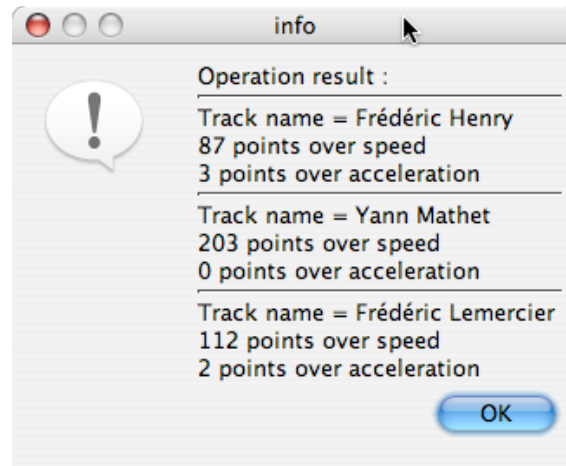 info
Operation result :
Track name = Frédéric Henry
87 points over speed
3 points over acceleration
Track name = Yann Mathet
203 points over speed
0 points over acceleration
Track name = Frédéric Lemercier
112 points over speed
2 points over acceleration
OK